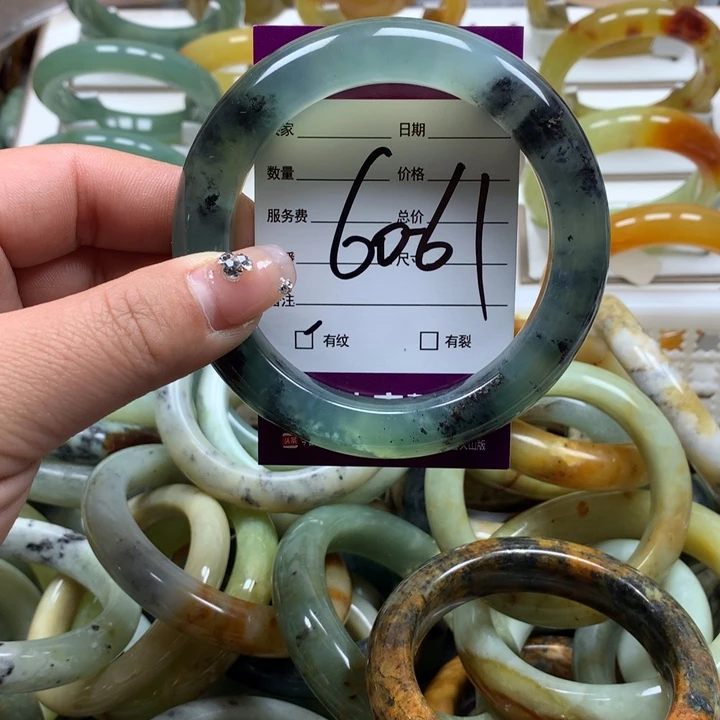 家 日期
数量 价格
服务费 总价
尺寸
注
6061
有纹 有裂